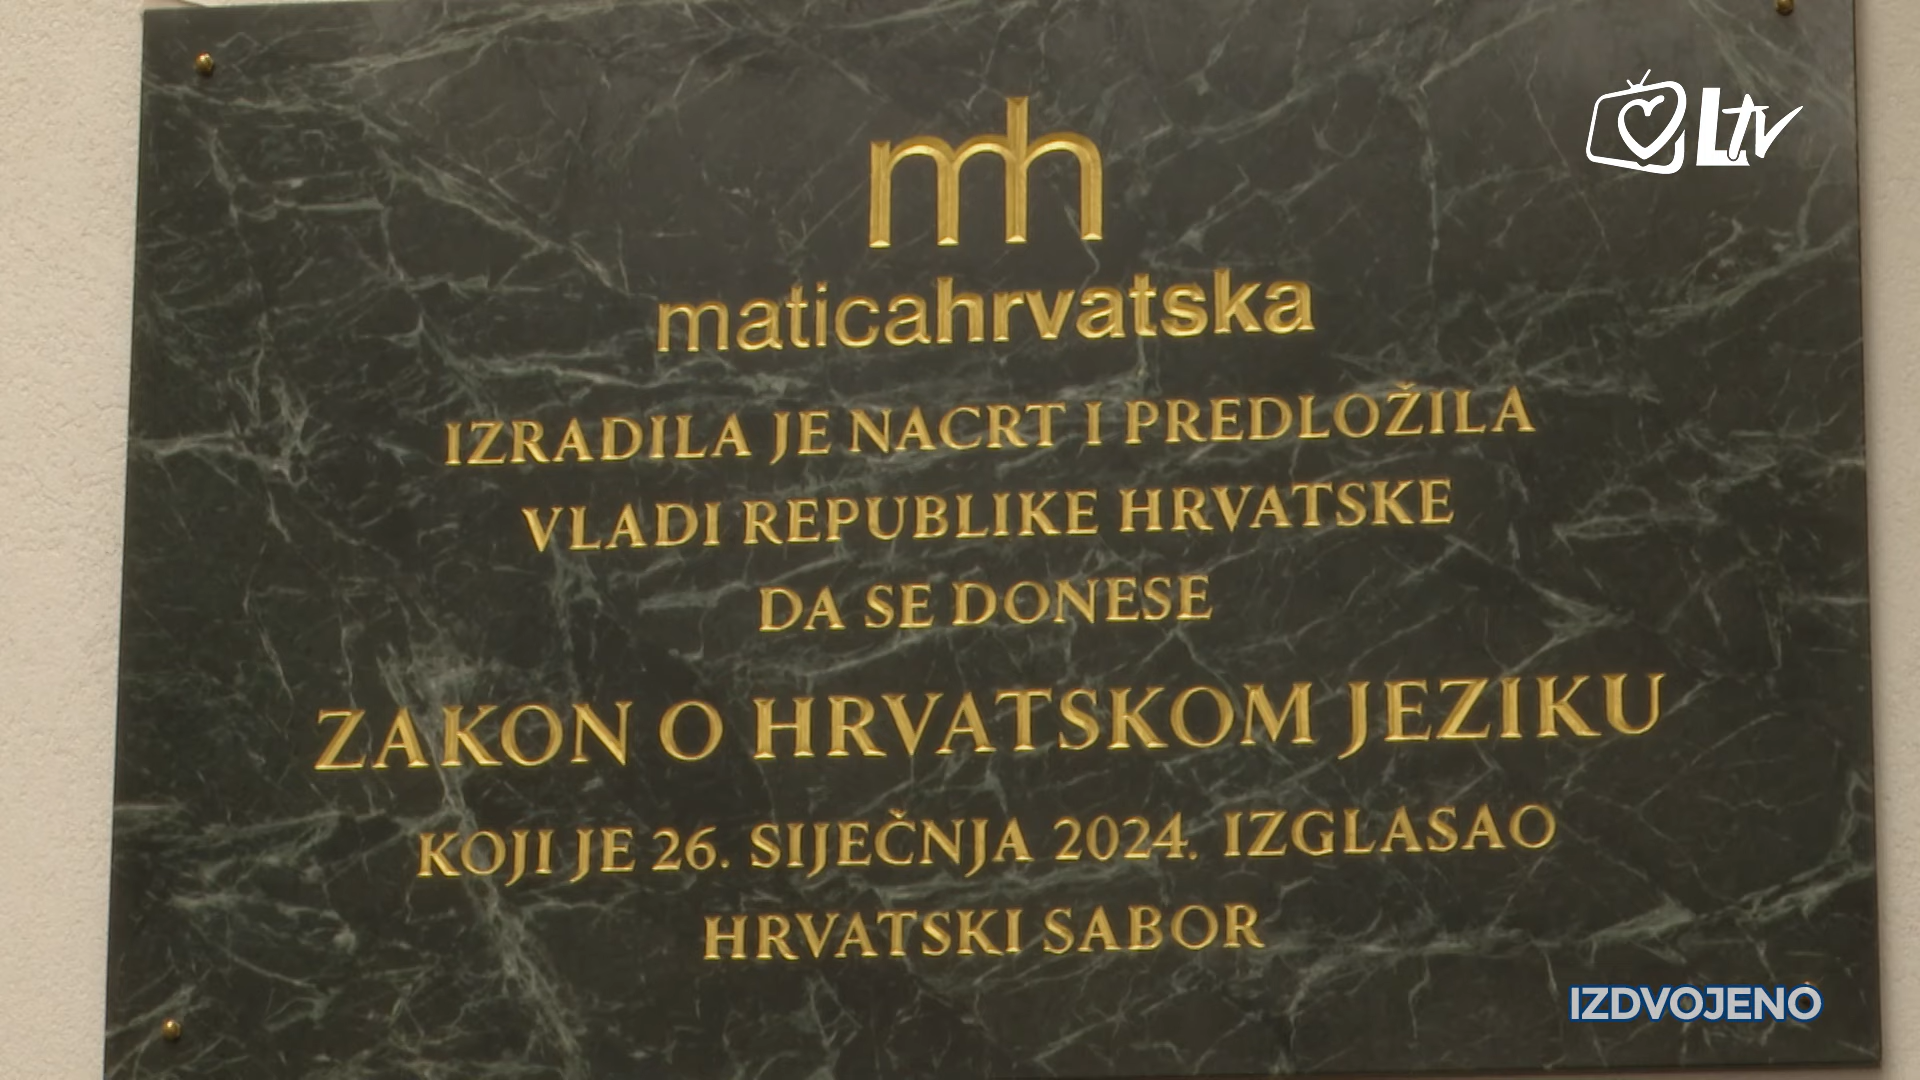 LTV
mh
maticahrvatska
IZRADILA JE NACRT I PREDLOŽILA
VLADI REPUBLIKE HRVATSKE
DA SE DONESE
ZAKON O HRVATSKOM JEZIKU
KOJI JE 26. SIJEČNJA 2024. IZGLASAO
HRVATSKI SABOR
IZDVOJENO